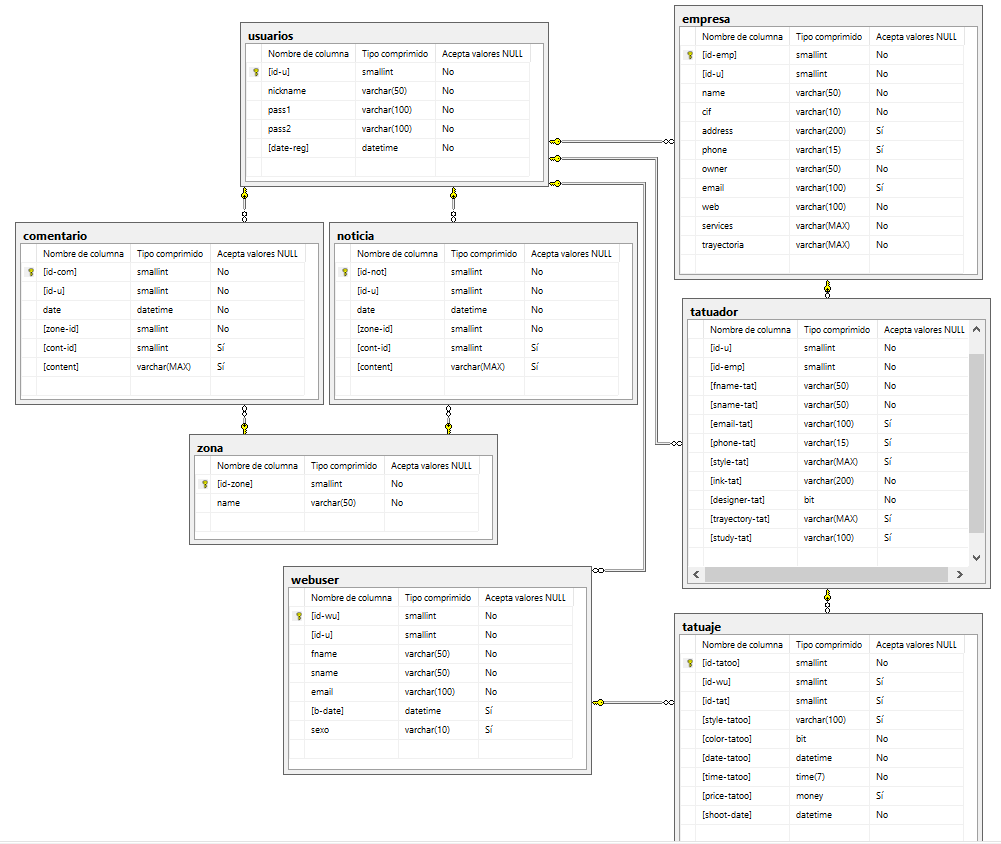 usuarios
Nombre de columna Tipo comprimido Acepta valores NULL
[id-u] smallint No
nickname varchar(50) No
pass1 varchar(100) No
pass2 varchar(100) No
[date-reg] datetime No
empresa
Nombre de columna Tipo comprimido Acepta valores NULL
[id-emp] smallint No
[id-u] smallint No
name varchar(50) No
cif varchar(10) No
address varchar(200) Sí
phone varchar(15) Sí
owner varchar(50) No
email varchar(100) Sí
web varchar(100) No
services varchar(MAX) No
trayectoria varchar(MAX) No
comentario
Nombre de columna Tipo comprimido Acepta valores NULL
[id-com] smallint No
[id-u] smallint No
date datetime No
[zone-id] smallint No
[cont-id] smallint Sí
[content] varchar(MAX) Sí
noticia
Nombre de columna Tipo comprimido Acepta valores NULL
[id-not] smallint No
[id-u] smallint No
date datetime No
[zone-id] smallint No
[cont-id] smallint Sí
[content] varchar(MAX) Sí
tatuador
Nombre de columna Tipo comprimido Acepta valores NULL
[id-u] smallint No
[id-emp] smallint No
[fname-tat] varchar(50) No
[sname-tat] varchar(50) No
[email-tat] varchar(100) Sí
[phone-tat] varchar(15) Sí
[style-tat] varchar(MAX) Sí
[ink-tat] varchar(200) No
[designer-tat] bit No
[trayectory-tat] varchar(MAX) Sí
[study-tat] varchar(100) Sí
zona
Nombre de columna Tipo comprimido Acepta valores NULL
[id-zone] smallint No
name varchar(50) No
webuser
Nombre de columna Tipo comprimido Acepta valores NULL
[id-wu] smallint No
[id-u] smallint No
fname varchar(50) No
sname varchar(50) No
email varchar(100) No
[b-date] datetime Sí
sexo varchar(10) Sí
tatuaje
Nombre de columna Tipo comprimido Acepta valores NULL
[id-tatoo] smallint No
[id-wu] smallint Sí
[id-tat] smallint Sí
[style-tatoo] varchar(100) Sí
[color-tatoo] bit No
[date-tatoo] datetime No
[time-tatoo] time(7) No
[price-tatoo] money Sí
[shoot-date] datetime No